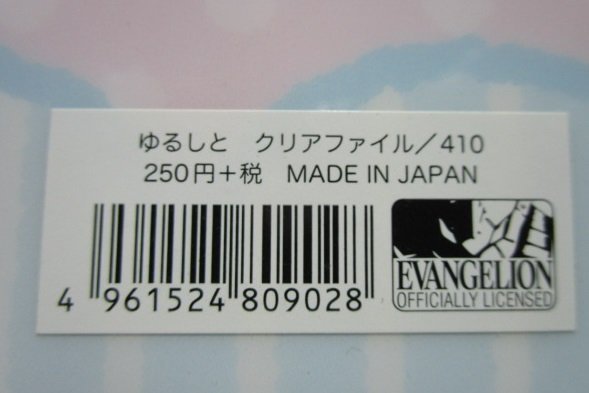 ゆるしと　クリアファイル／410
250円＋税　MADE IN JAPAN
4 961524 809028
EVANGELION
OFFICIALLY LICENSED